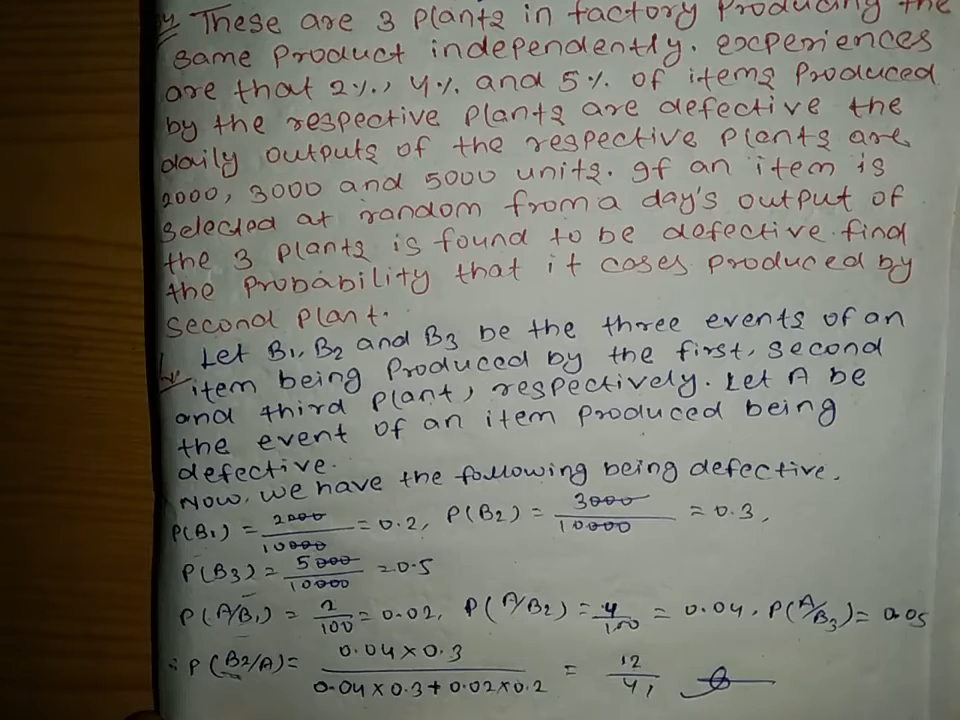 These are 3 plants in factory producing the
same product independently. experiences
are that 2%, 4% and 5% of items produced
by the respective plants are defective the
daily outputs of the respective plants are
2000, 3000 and 5000 units. If an item is
selected at random from a day's output of
the 3 plants is found to be defective. find
the probability that it coses produced by
second plant.
Let B1, B2 and B3 be the three events of an
item being produced by the first, second
and third plant, respectively. Let A be
the event of an item produced being
defective.
Now, we have the following being defective.
P(B1) = 2000/10000 = 0.2, P(B2) = 3000/10000 = 0.3,
P(B3) = 5000/10000 = 0.5
P(A/B1) = 2/100 = 0.02, P(A/B2) = 4/100 = 0.04, P(A/B3) = 0.05
∴ P(B2/A) = 0.04 × 0.3 / 0.04 × 0.3 + 0.02 × 0.2 = 12/41